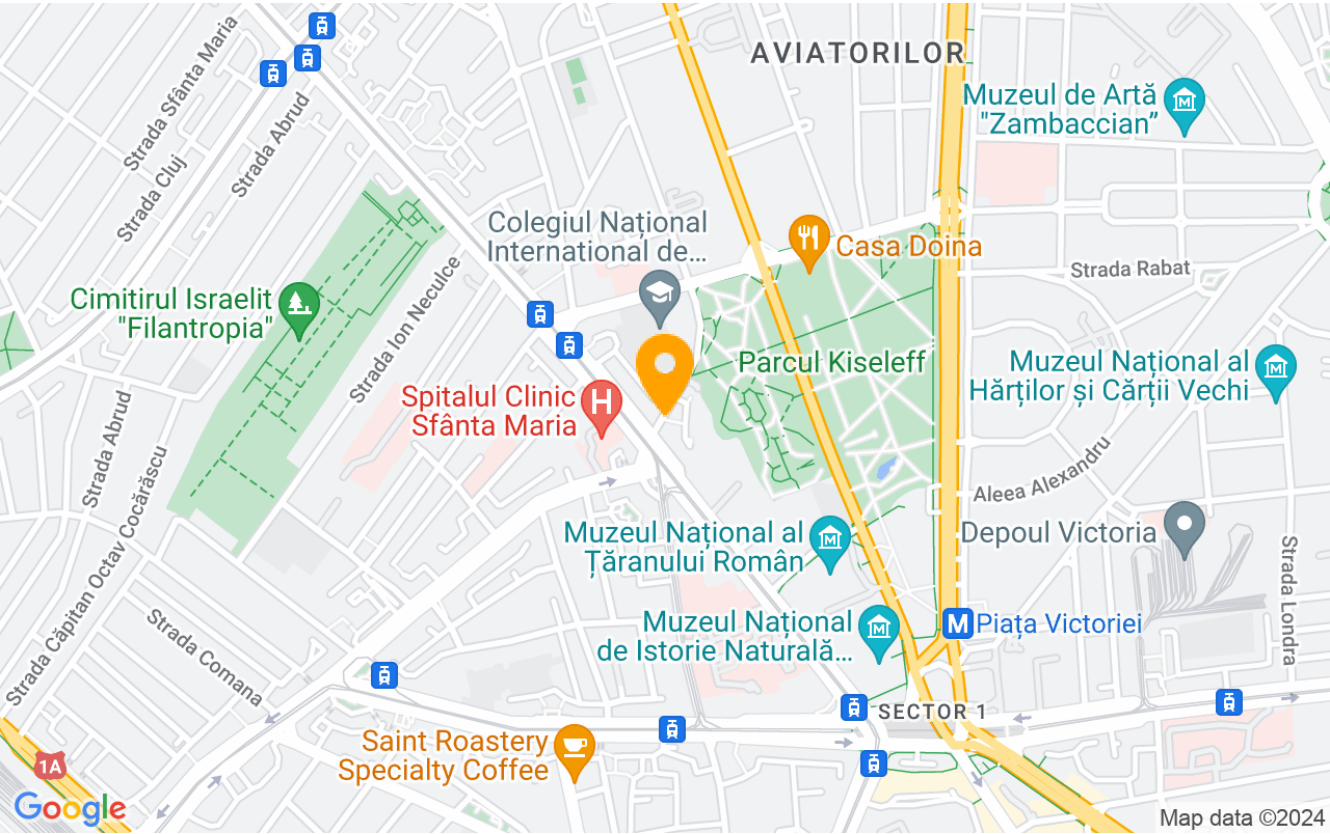 AVIATORILOR
Strada Sfânta Maria
Muzeul de Artă
"Zambaccian”
Strada Abrud
Strada Cluj
Colegiul Național
International de...
Casa Doina
Strada Rabat
Cimitirul Israelit
"Filantropia"
Strada Ion Neculce
Parcul Kiseleff
Muzeul Național al
Hărților și Cărții Vechi
Spitalul Clinic
Sfânta Maria
H
Strada Abrud
Aleea Alexandru
Strada Căpitan Octav Cocărăscu
Muzeul Național al
Țăranului Român
Depoul Victoria
Strada Londra
Muzeul Național
de Istorie Naturală...
M Piața Victoriei
Strada Comana
SECTOR 1
Saint Roastery
Specialty Coffee
1A
Google
Map data ©2024